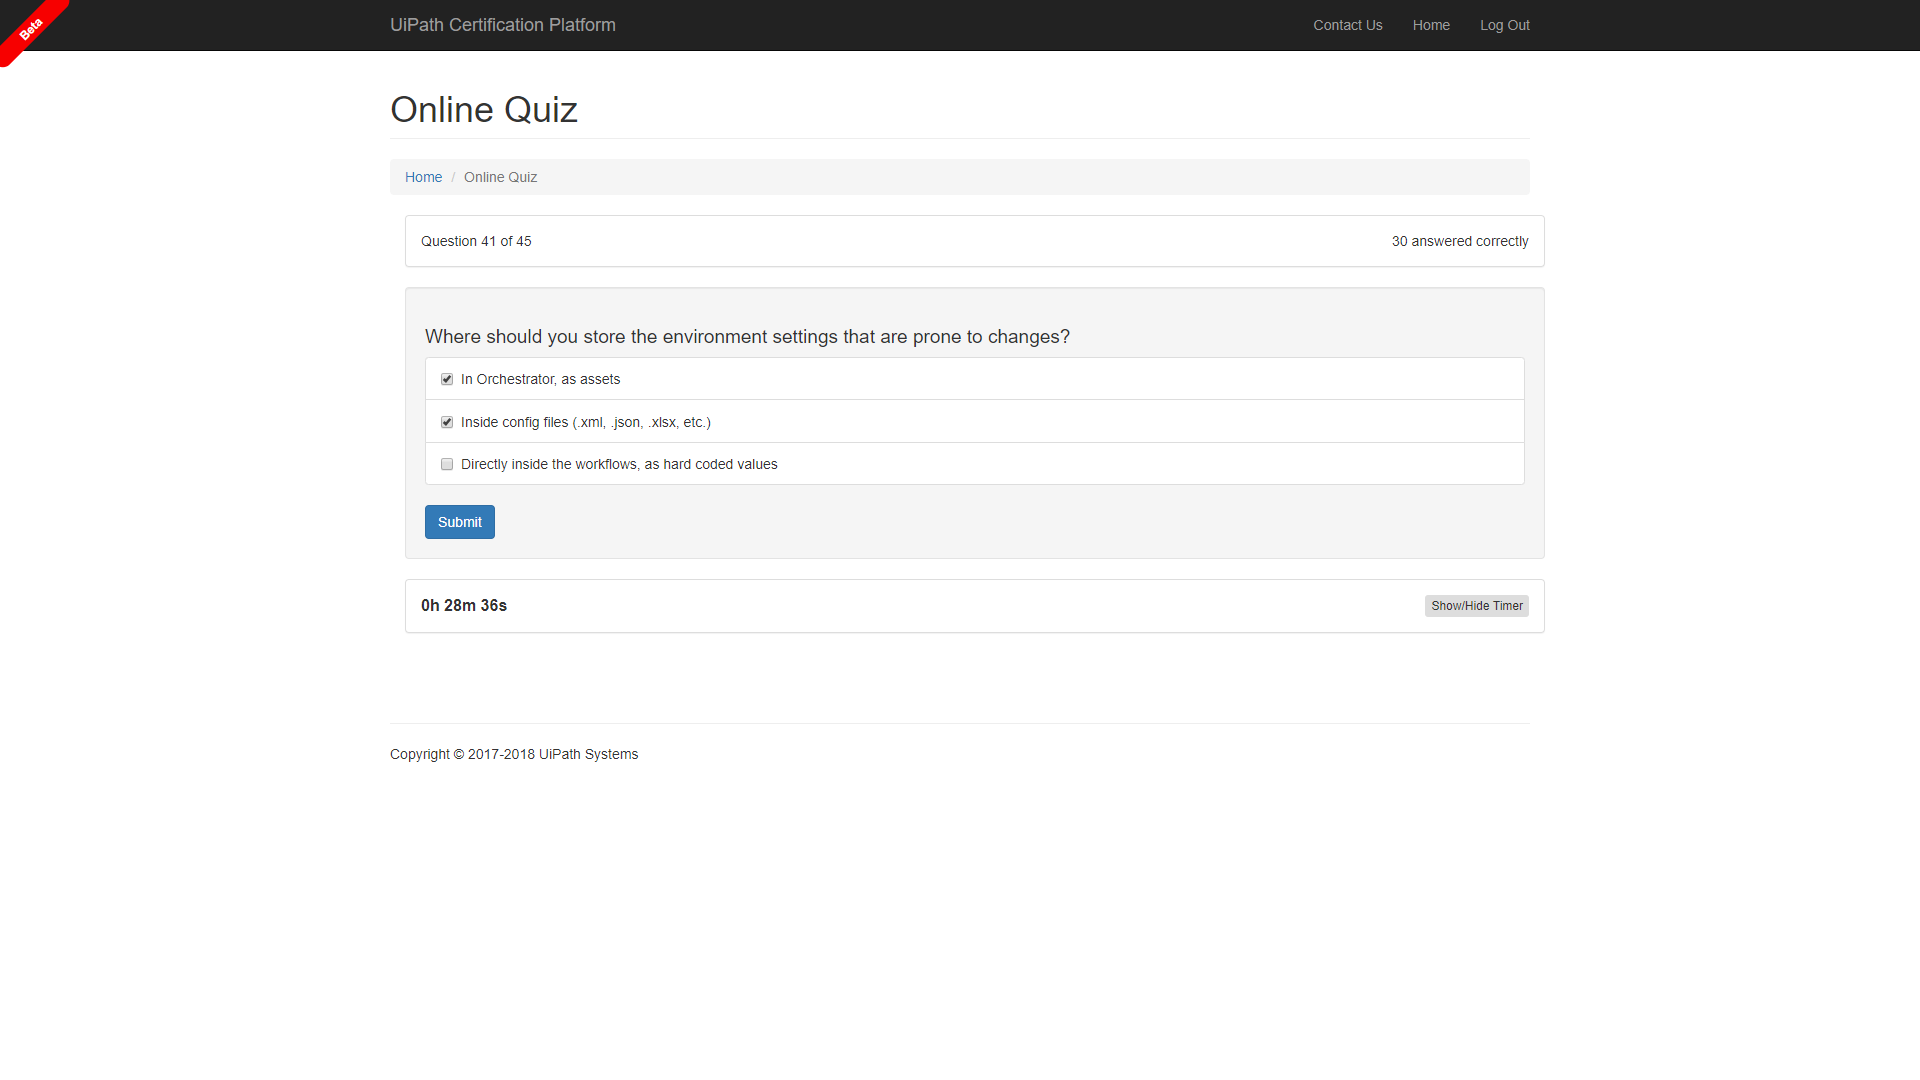 Beta
UiPath Certification Platform
Contact Us
Home
Log Out
Online Quiz
Home / Online Quiz
Question 41 of 45
30 answered correctly
Where should you store the environment settings that are prone to changes?
In Orchestrator, as assets
Inside config files (.xml, .json, .xlsx, etc.)
Directly inside the workflows, as hard coded values
Submit
0h 28m 36s
Show/Hide Timer
Copyright © 2017-2018 UiPath Systems